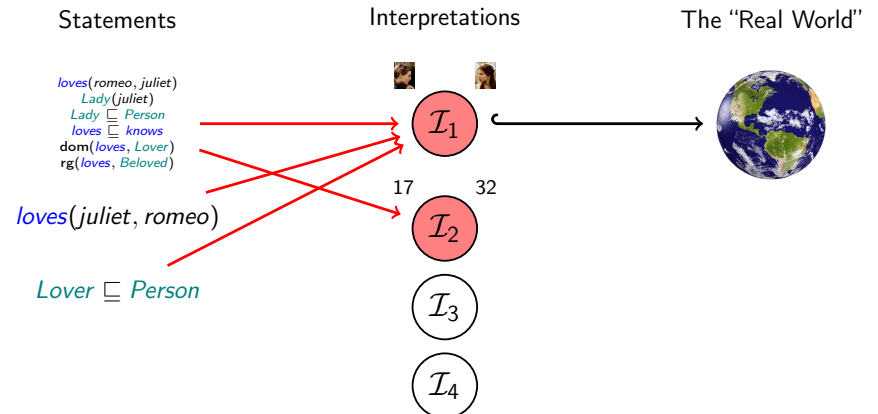 Statements
Interpretations
The “Real World”
loves(romeo, juliet)
Lady(juliet)
Lady ⊑ Person
loves ⊑ knows
dom(loves, Lover)
rg(loves, Beloved)
ℐ₁
17 32
loves(juliet, romeo)
ℐ₂
Lover ⊑ Person
ℐ₃
ℐ₄